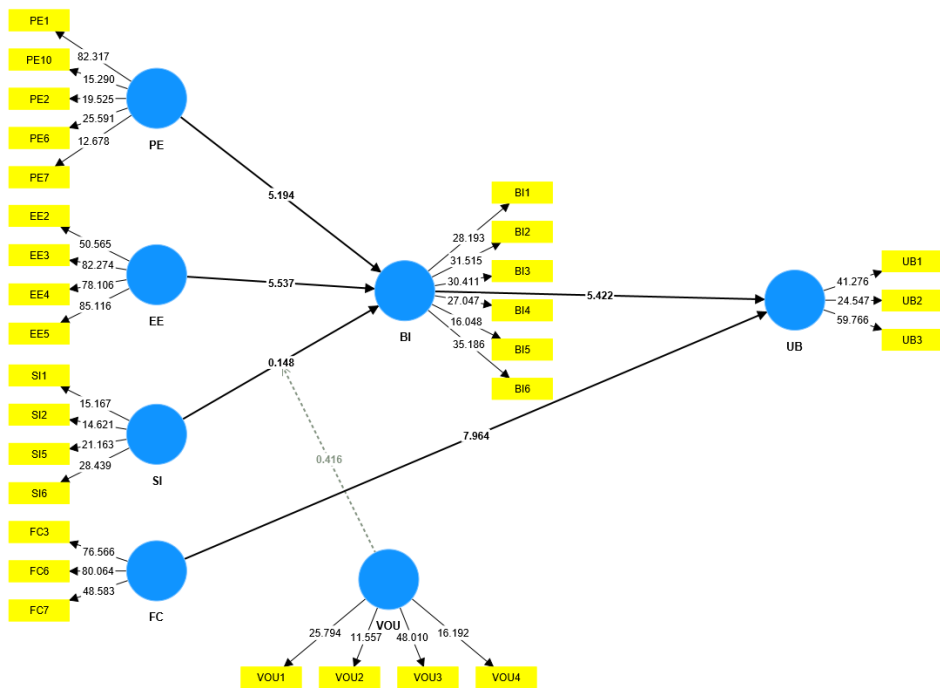 PE1
PE10
PE2
PE6
PE7
82.317
15.290
19.525
25.591
12.678
PE
5.194
EE2
EE3
EE4
EE5
50.565
82.274
78.106
85.116
EE
5.537
SI1
SI2
SI5
SI6
15.167
14.621
21.163
28.439
SI
0.148
FC3
FC6
FC7
76.566
80.064
48.583
FC
7.964
0.416
VOU
25.794
11.557
48.010
16.192
VOU1
VOU2
VOU3
VOU4
BI
28.193
31.515
30.411
27.047
16.048
35.186
BI1
BI2
BI3
BI4
BI5
BI6
5.422
UB
41.276
24.547
59.766
UB1
UB2
UB3